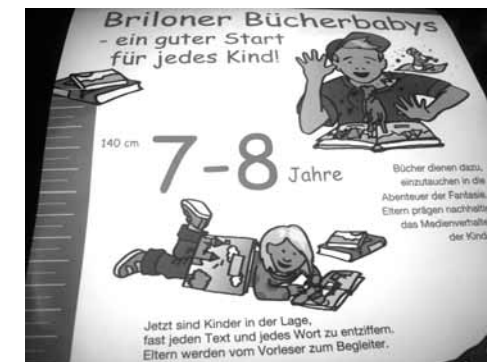 Briloner Bücherbabys
- ein guter Start
für jedes Kind!
140 cm
7-8 Jahre
Bücher dienen dazu,
einzutauchen in die
Abenteuer der Fantasie.
Eltern prägen nachhaltig
das Medienverhalten
der Kinder
Jetzt sind Kinder in der Lage,
fast jeden Text und jedes Wort zu entziffern.
Eltern werden vom Vorleser zum Begleiter.